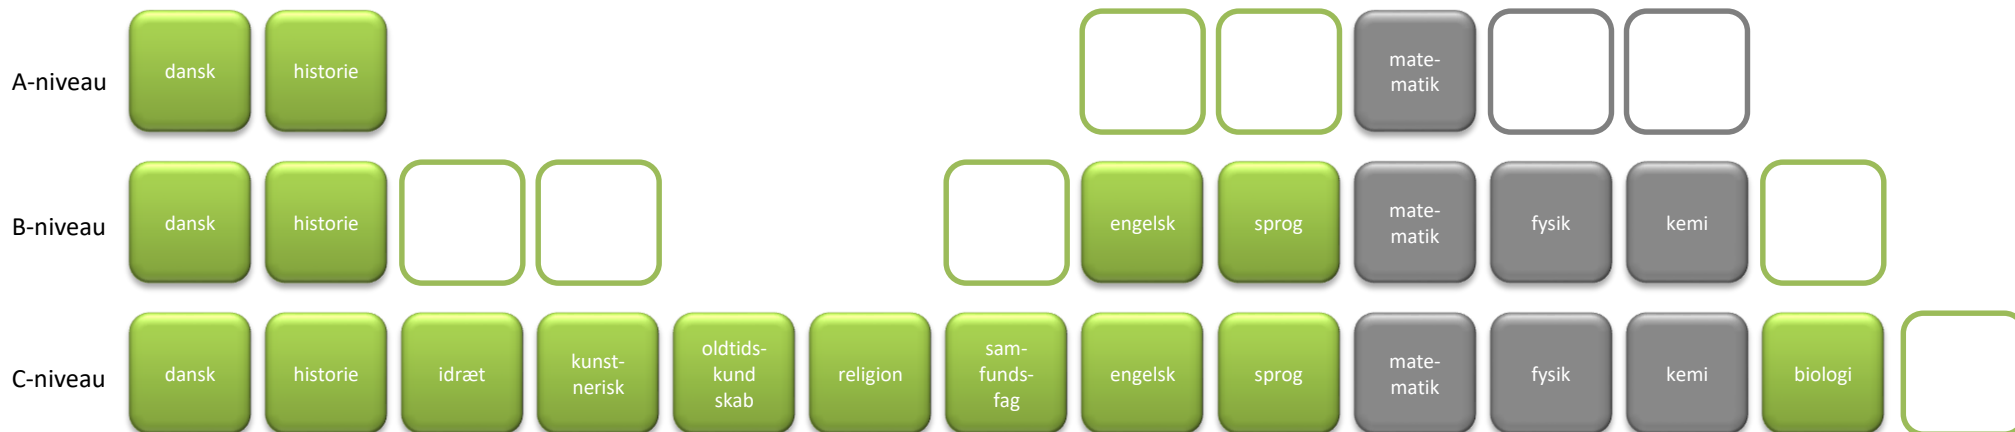 A-niveau
dansk
historie
mate-
matik
B-niveau
dansk
historie
engelsk
sprog
mate-
matik
fysik
kemi
C-niveau
dansk
historie
idræt
kunst-
nerisk
oldtids-
kund
skab
religion
sam-
funds-
fag
engelsk
sprog
mate-
matik
fysik
kemi
biologi